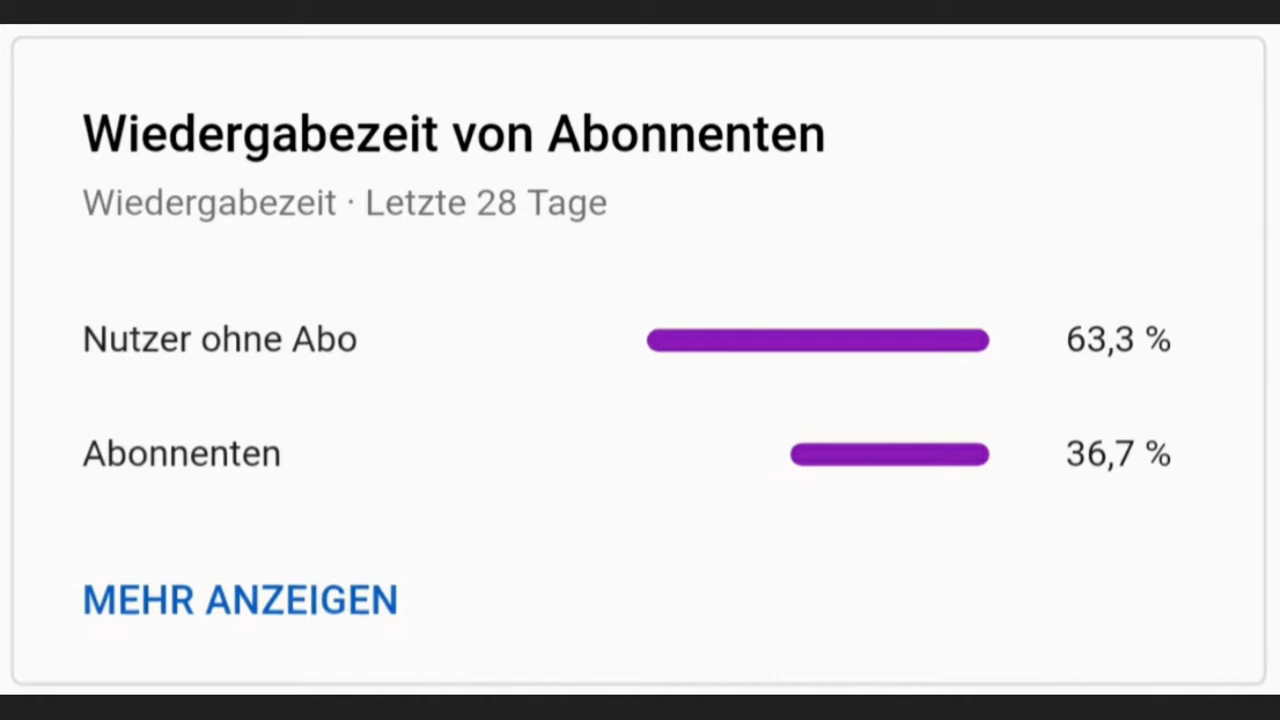 Wiedergabezeit von Abonnenten
Wiedergabezeit · Letzte 28 Tage
Nutzer ohne Abo 63,3 %
Abonnenten 36,7 %
MEHR ANZEIGEN